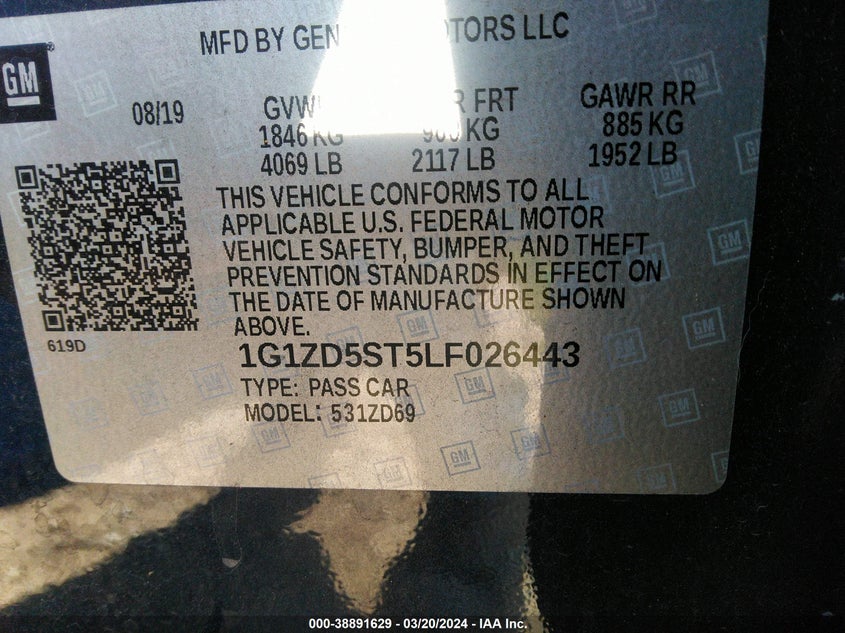 MFD BY GEN TORS LLC
GM
08/19
GVW FRT GAWR RR
1846 KG KG 885 KG
4069 LB 2117 LB 1952 LB
THIS VEHICLE CONFORMS TO ALL
APPLICABLE U.S. FEDERAL MOTOR
VEHICLE SAFETY, BUMPER, AND THEFT
PREVENTION STANDARDS IN EFFECT ON
THE DATE OF MANUFACTURE SHOWN
ABOVE.
619D
1G1ZD5ST5LF026443
TYPE: PASS CAR
MODEL: 531ZD69
000-38891629 - 03/20/2024 - IAA Inc.